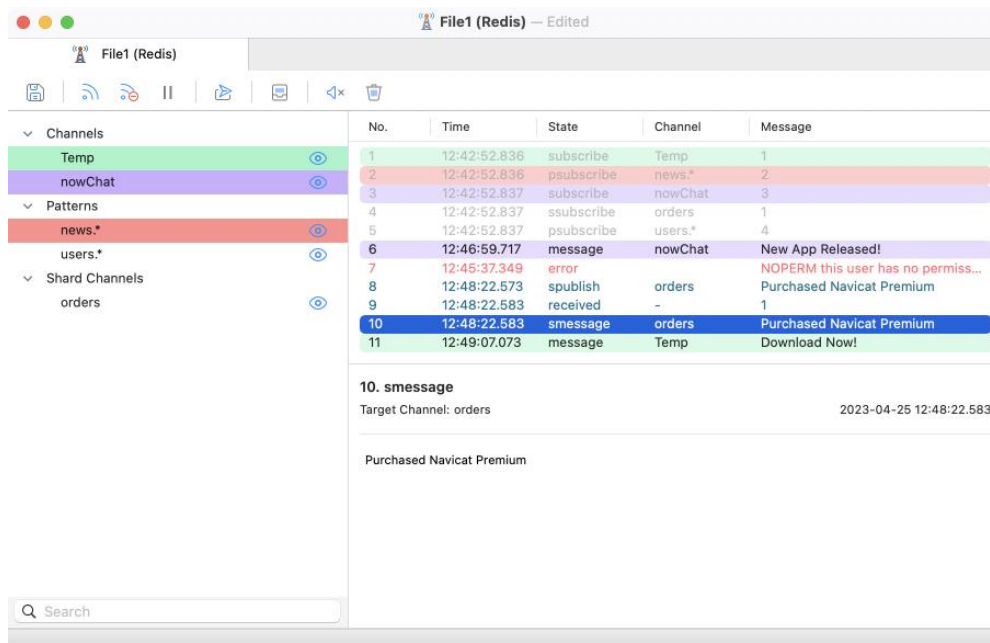 File1 (Redis) — Edited
File1 (Redis)
Channels
Temp
nowChat
Patterns
news.*
users.*
Shard Channels
orders
Search
No. Time State Channel Message
1 12:42:52.836 subscribe Temp 1
2 12:42:52.836 psubscribe news.* 2
3 12:42:52.837 subscribe nowChat 3
4 12:42:52.837 ssubscribe orders 1
5 12:42:52.837 psubscribe users.* 4
6 12:46:59.717 message nowChat New App Released!
7 12:45:37.349 error NOPERM this user has no permiss...
8 12:48:22.573 spublish orders Purchased Navicat Premium
9 12:48:22.583 received - 1
10 12:48:22.583 smessage orders Purchased Navicat Premium
11 12:49:07.073 message Temp Download Now!
10. smessage
Target Channel: orders 2023-04-25 12:48:22.583
Purchased Navicat Premium